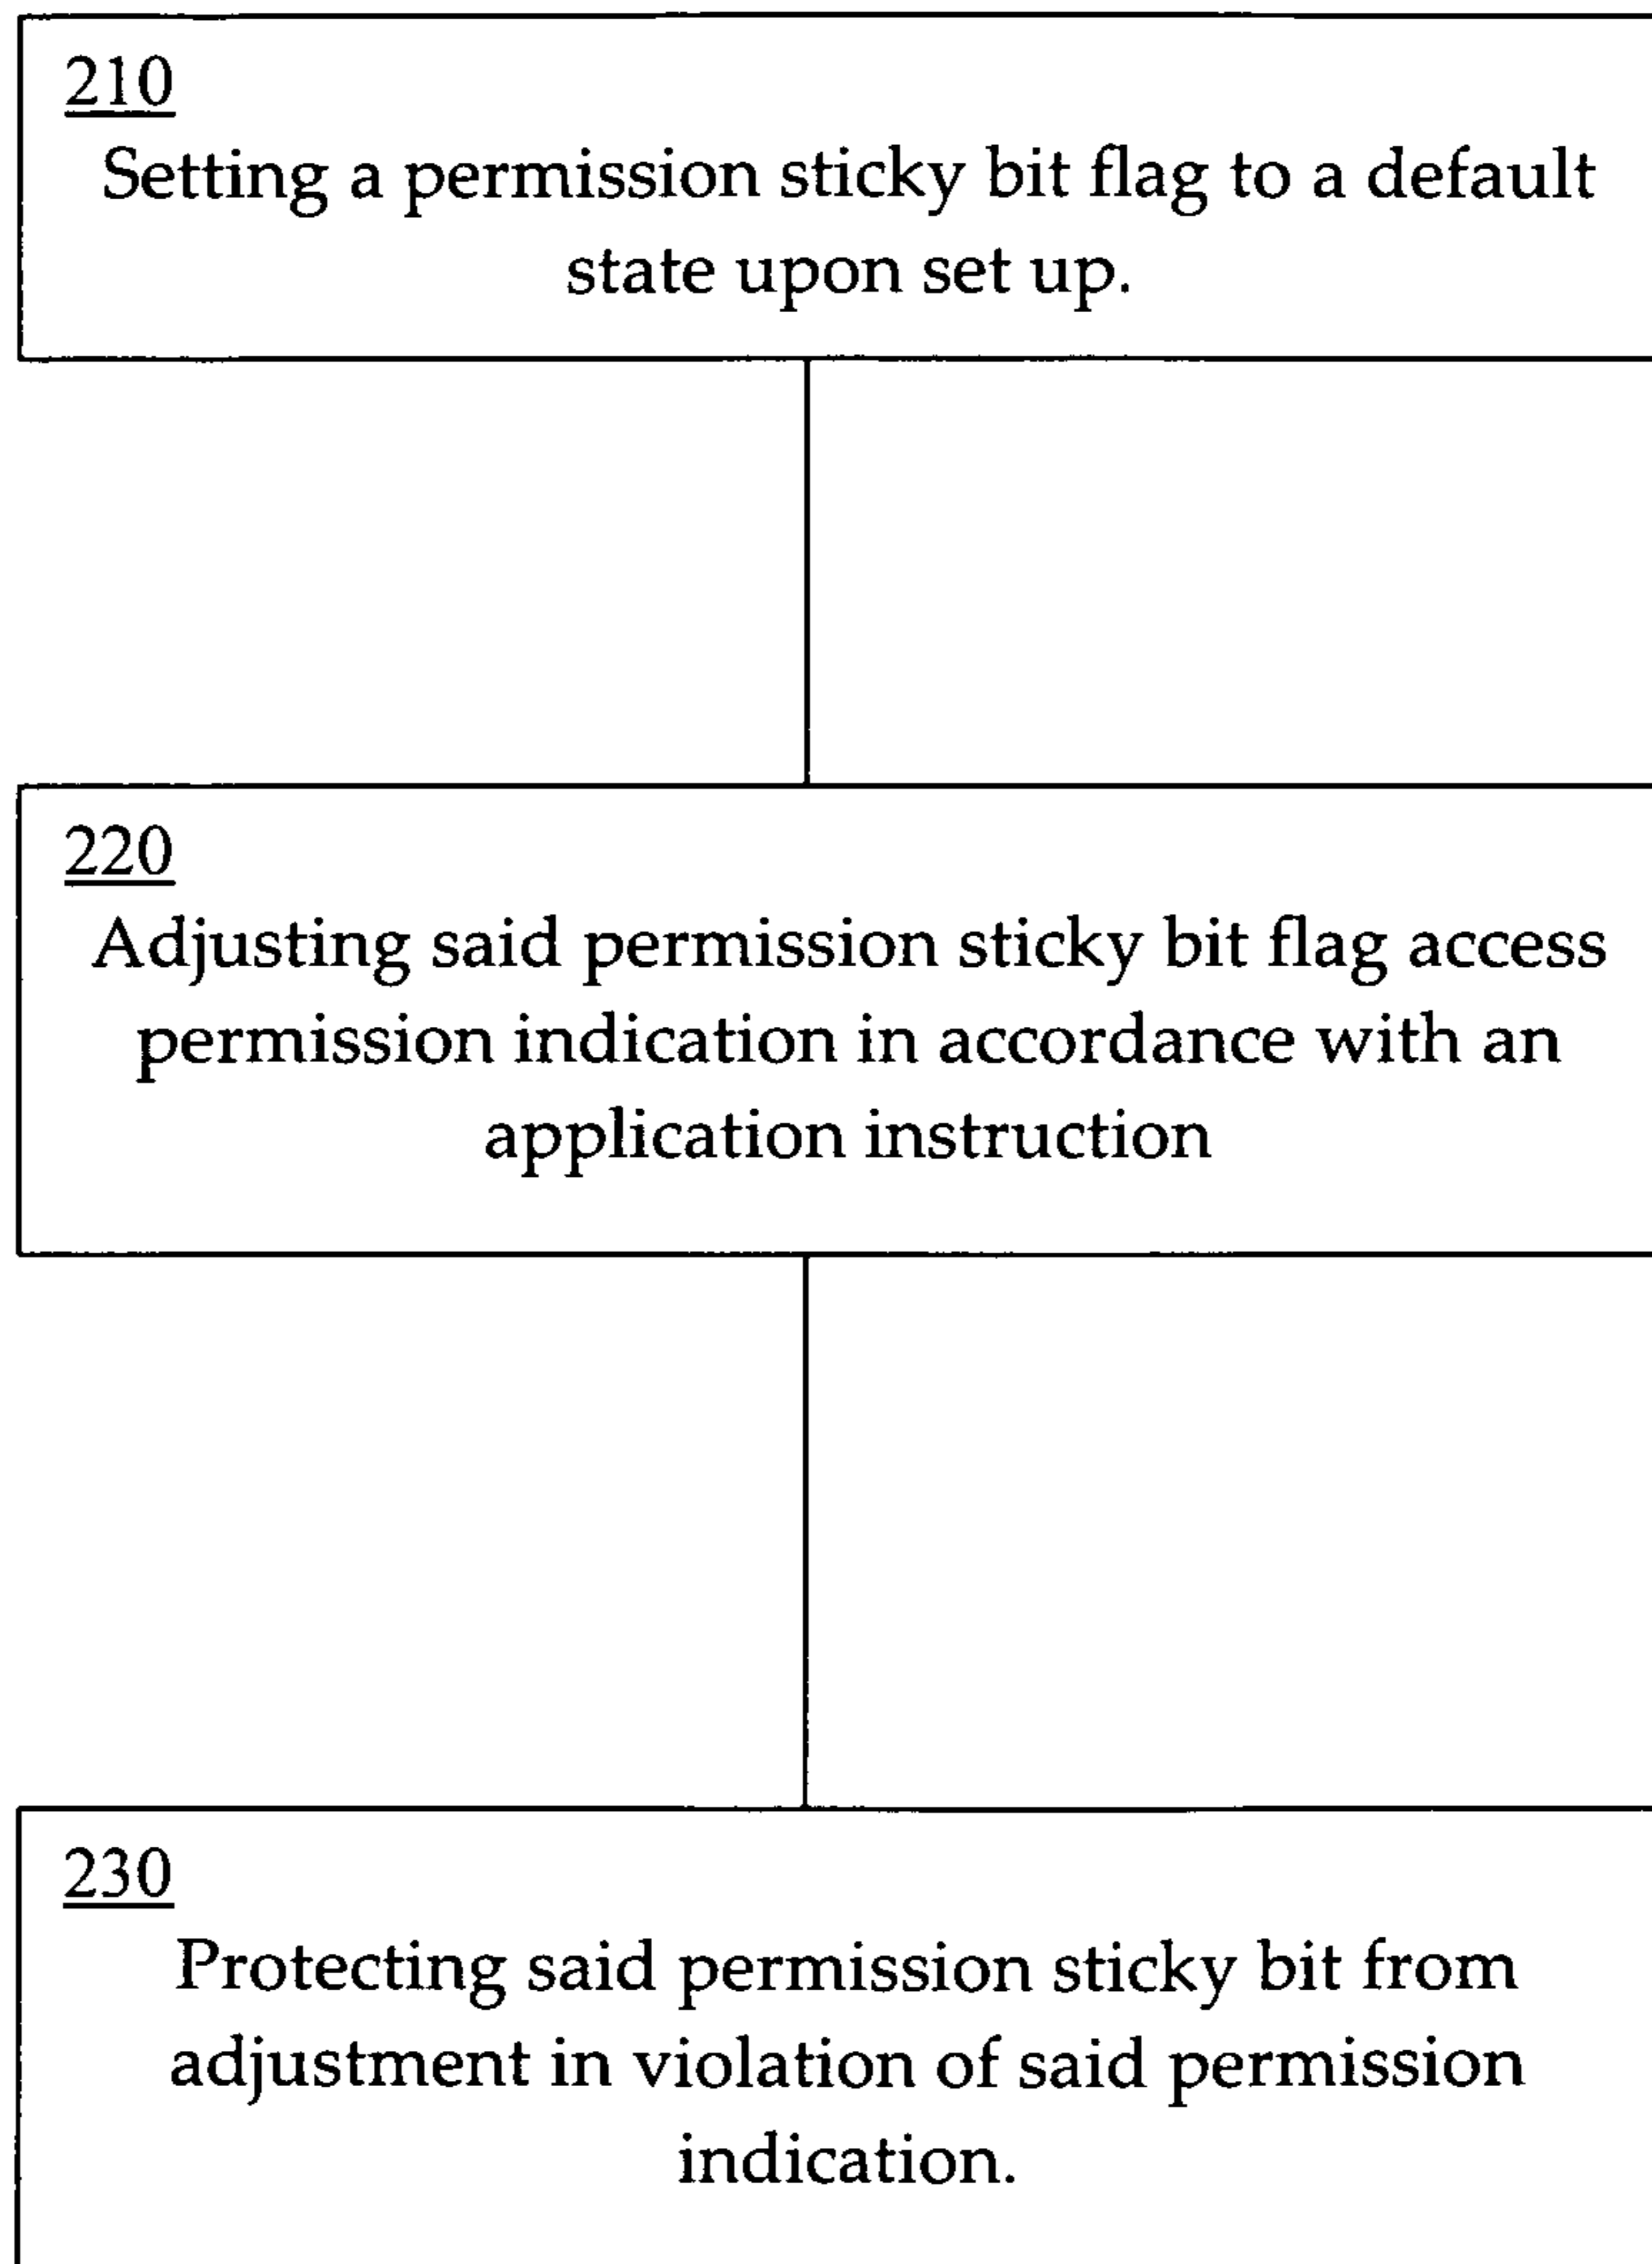 210
Setting a permission sticky bit flag to a default
state upon set up.
220
Adjusting said permission sticky bit flag access
permission indication in accordance with an
application instruction
230
Protecting said permission sticky bit from
adjustment in violation of said permission
indication.